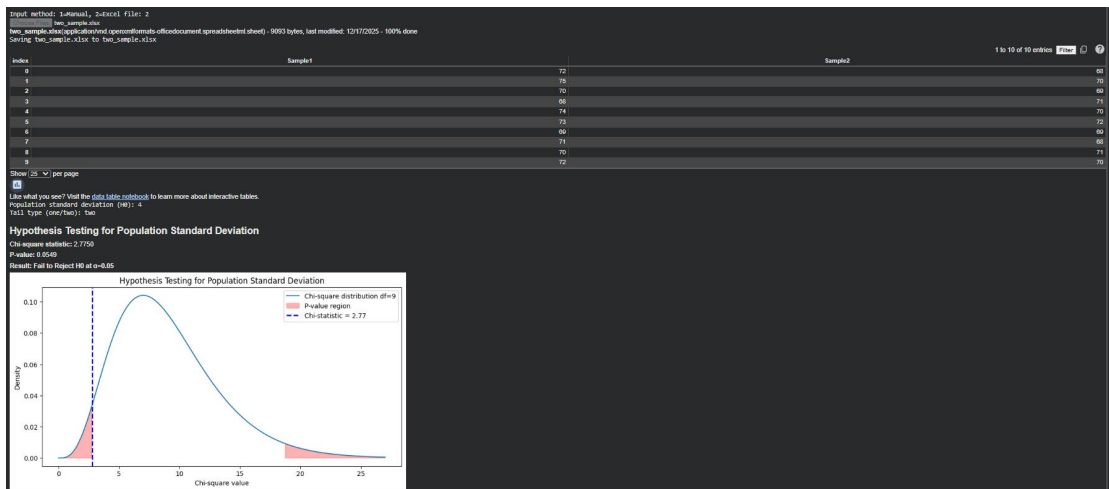 Input method: 1=Manual, 2=Excel file: 2
two_sample.xlsx
two_sample.xlsx(application/vnd.openxmlformats-officedocument.spreadsheetml.sheet) - 9093 bytes, last modified: 12/17/2025 - 100% done
Saving two_sample.xlsx to two_sample.xlsx
1 to 10 of 10 entries Filter
index Sample1 Sample2
0 72 68
1 75 70
2 70 69
3 68 71
4 74 70
5 73 72
6 69 69
7 71 68
8 70 71
9 72 70
Show 25 per page
Like what you see? Visit the data table notebook to learn more about interactive tables.
Population standard deviation (H0): 4
Tail type (one/two): two
Hypothesis Testing for Population Standard Deviation
Chi-square statistic: 2.7750
P-value: 0.0549
Result: Fail to Reject H0 at α=0.05
Hypothesis Testing for Population Standard Deviation
Chi-square distribution df=9
P-value region
Chi-statistic = 2.77
0.10
0.08
0.06
0.04
0.02
0.00
Density
0 5 10 15 20 25
Chi-square value